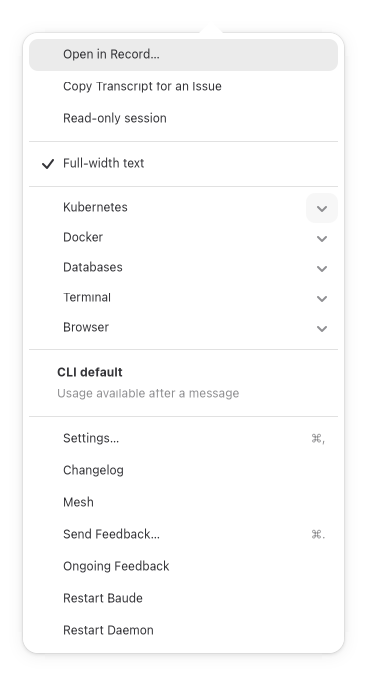 Open in Record...
Copy Transcript for an Issue
Read-only session
Full-width text
Kubernetes
Docker
Databases
Terminal
Browser
CLI default
Usage available after a message
Settings... ⌘,
Changelog
Mesh
Send Feedback... ⌘.
Ongoing Feedback
Restart Baude
Restart Daemon